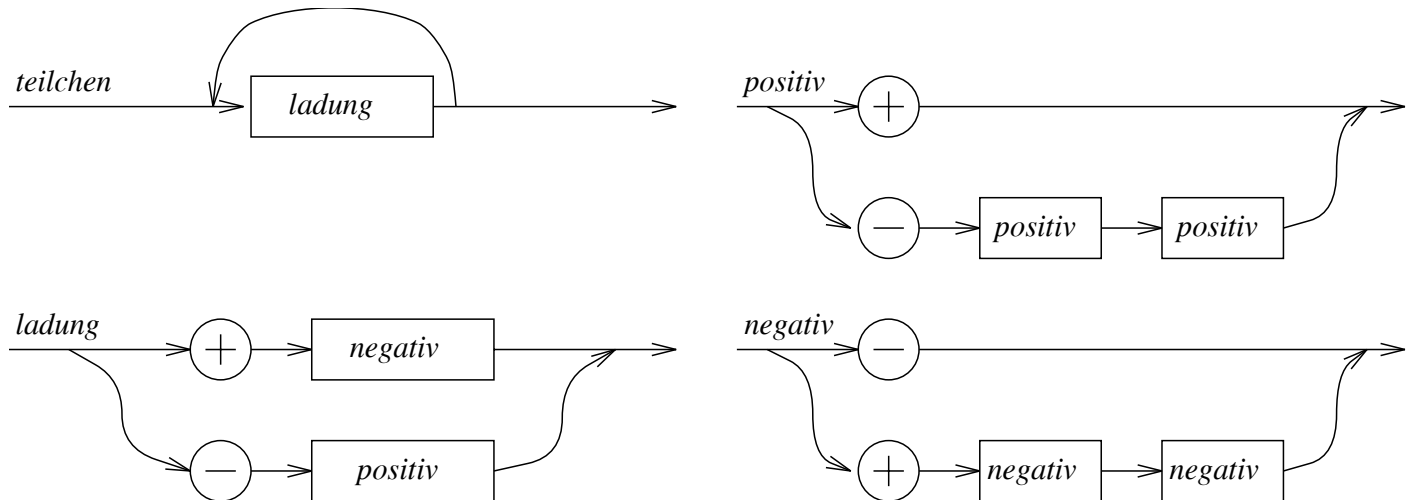 teilchen
ladung
positiv
+
− positiv positiv
ladung
+ negativ
− positiv
negativ
−
+ negativ negativ